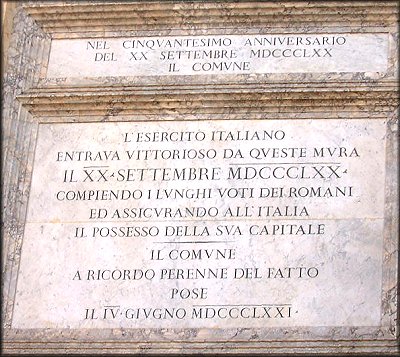 NEL CINQVANTESIMO ANNIVERSARIO
DEL XX SETTEMBRE MDCCCLXX
IL COMVNE
L'ESERCITO ITALIANO
ENTRAVA VITTORIOSO DA QVESTE MVRA
IL XX · SETTEMBRE MDCCCLXX ·
COMPIENDO I LVNGHI VOTI DEI ROMANI
ED ASSICVRANDO ALL'ITALIA
IL POSSESSO DELLA SVA CAPITALE
IL COMVNE
A RICORDO PERENNE DEL FATTO
POSE
IL IV · GIVGNO MDCCCLXXI ·